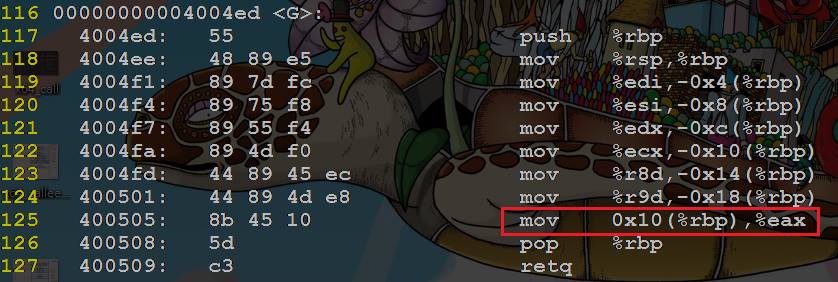 116 00000000004004ed <G>:
117 4004ed: 55 push %rbp
118 4004ee: 48 89 e5 mov %rsp,%rbp
119 4004f1: 89 7d fc mov %edi,-0x4(%rbp)
120 4004f4: 89 75 f8 mov %esi,-0x8(%rbp)
121 4004f7: 89 55 f4 mov %edx,-0xc(%rbp)
122 4004fa: 89 4d f0 mov %ecx,-0x10(%rbp)
123 4004fd: 44 89 45 ec mov %r8d,-0x14(%rbp)
124 400501: 44 89 4d e8 mov %r9d,-0x18(%rbp)
125 400505: 8b 45 10 mov 0x10(%rbp),%eax
126 400508: 5d pop %rbp
127 400509: c3 retq